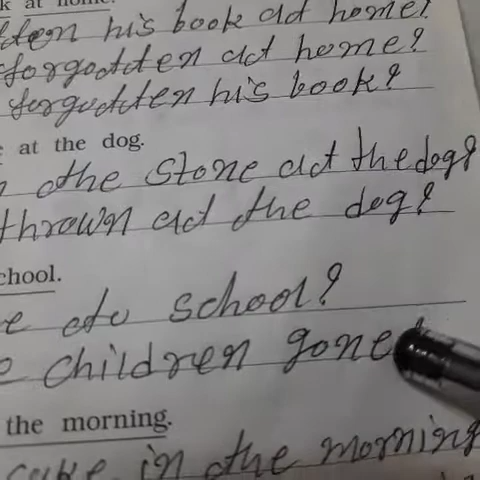 k at home.
his book at home?
forgotten at home?
forgotten his book?
at the dog.
the stone at the dog?
thrown at the dog?
chool.
e to school?
children gone
the morning.
cake in the morning